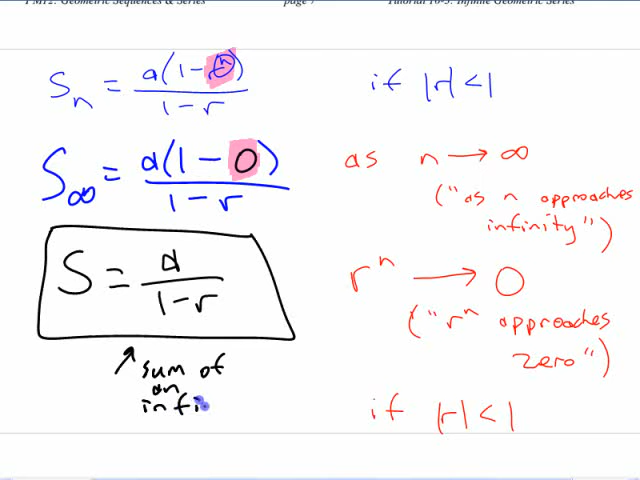 PM12: Geometric Sequences & Series page 7 Tutorial 10-5: Infinite Geometric Series
Sₙ = a(1-rⁿ)/1-r if |r| < 1
S∞ = a(1-0)/1-r as n → ∞
("as n approaches
infinity")
S = a/1-r rⁿ → 0
("rⁿ approaches
zero")
sum of
an
infi
if |r| < 1